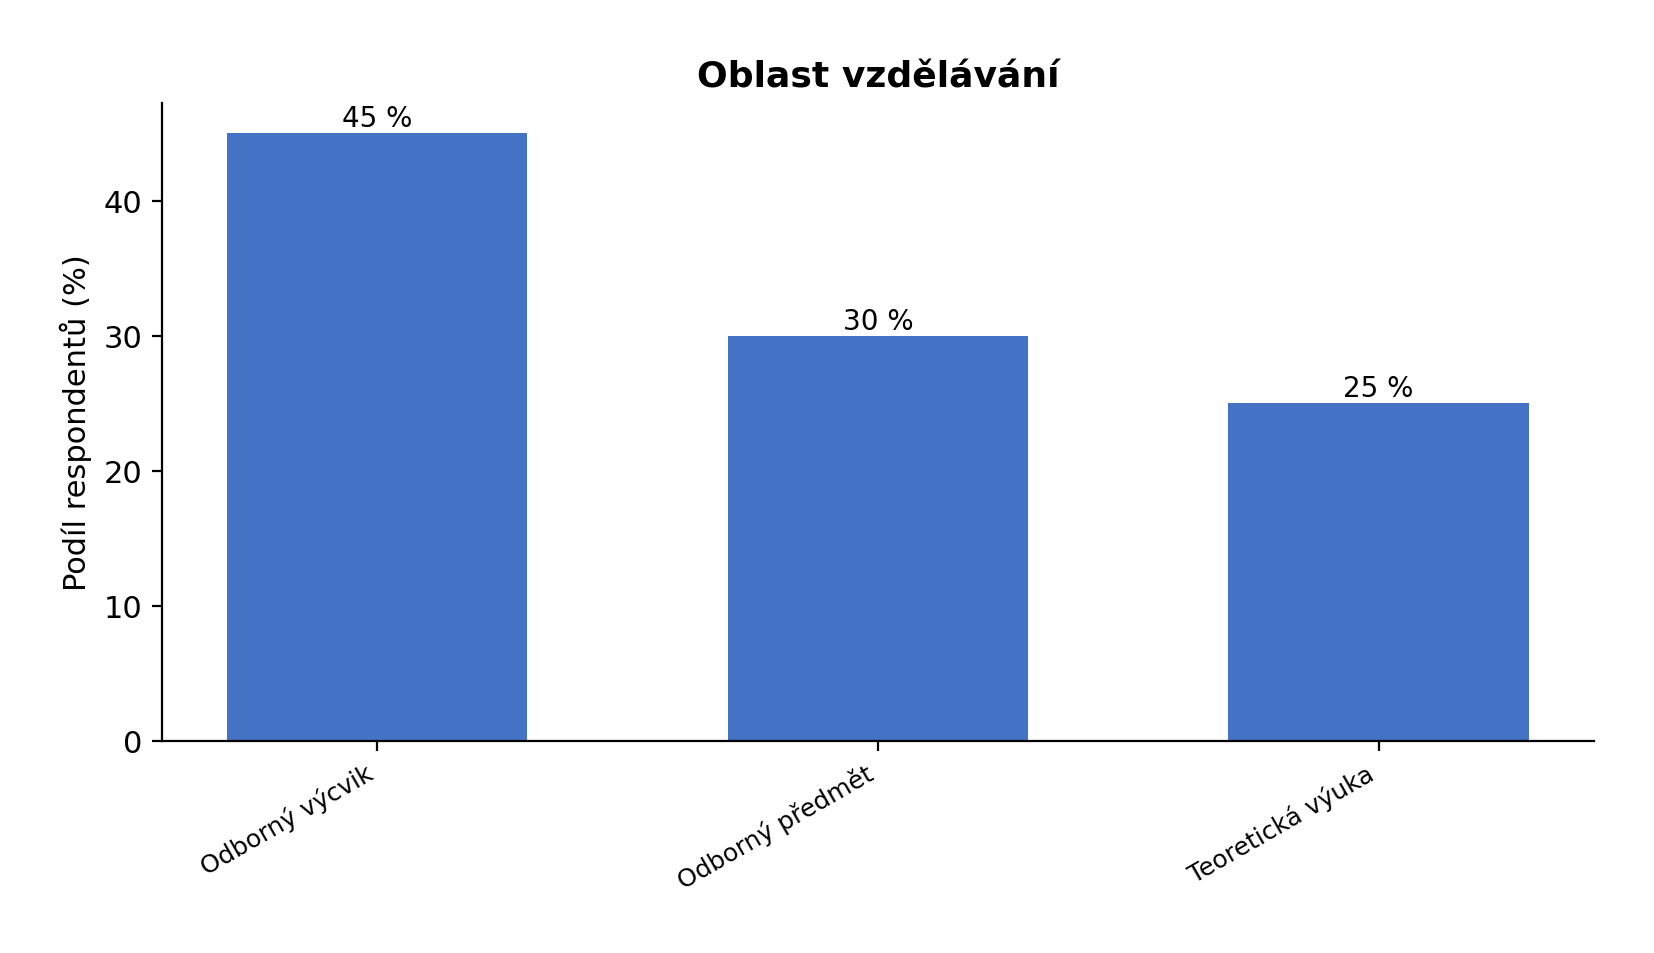 Oblast vzdělávání
Podíl respondentů (%)
40
30
20
10
0
45 %
30 %
25 %
Odborný výcvik
Odborný předmět
Teoretická výuka